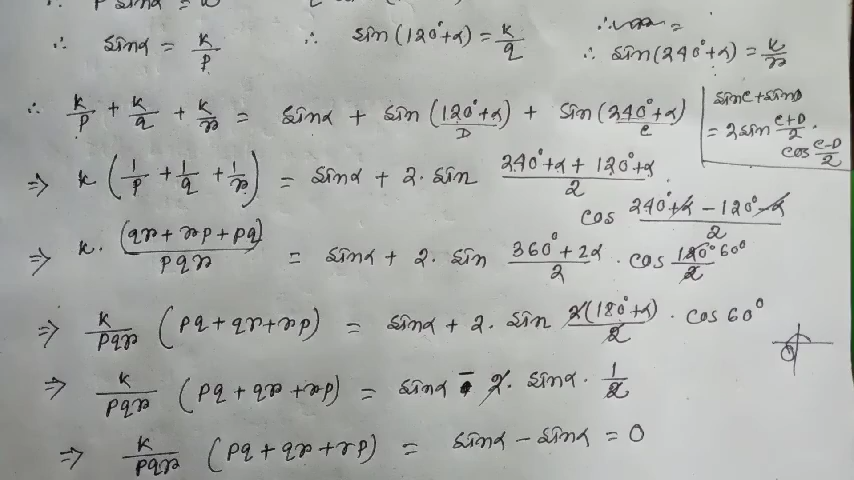 ∴ sinα = k/p ∴ sin(120°+α) = k/q ∴ sin(240°+α) = k/r
∴ k/p + k/q + k/r = sinα + sin(120°+α) + sin(240°+α)
D C
sinC + sinD
= 2 sin (C+D)/2 ·
cos (C-D)/2
⇒ k(1/p + 1/q + 1/r) = sinα + 2. sin (240°+α+120°+α)/2 .
cos (240°+α-120°-α)/2
⇒ k. (qr+rp+pq)/pqr = sinα + 2. sin (360°+2α)/2 . cos 120°/2 60°
⇒ k/pqr (pq+qr+rp) = sinα + 2. sin 2(180°+α)/2 . cos 60°
⇒ k/pqr (pq+qr+rp) = sinα - 2. sinα. 1/2
⇒ k/pqr (pq+qr+rp) = sinα - sinα = 0